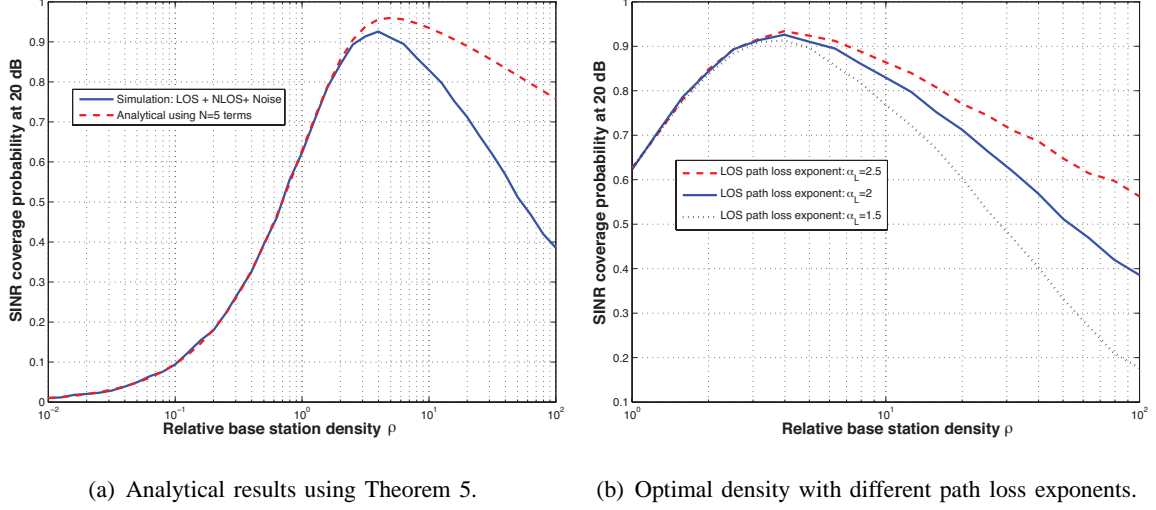 SINR coverage probability at 20 dB
1
0.9
0.8
0.7
0.6
0.5
0.4
0.3
0.2
0.1
0
Simulation: LOS + NLOS+ Noise
Analytical using N=5 terms
10^-2
10^-1
10^0
10^1
10^2
Relative base station density ρ
(a) Analytical results using Theorem 5.
SINR coverage probability at 20 dB
1
0.9
0.8
0.7
0.6
0.5
0.4
0.3
0.2
0.1
LOS path loss exponent: α_L=2.5
LOS path loss exponent: α_L=2
LOS path loss exponent: α_L=1.5
10^0
10^1
10^2
Relative base station density ρ
(b) Optimal density with different path loss exponents.